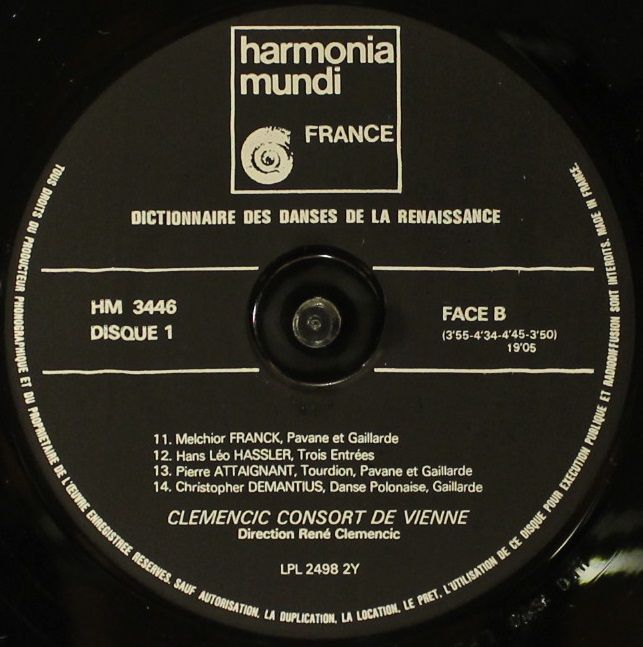 harmonia
mundi
FRANCE
DICTIONNAIRE DES DANSES DE LA RENAISSANCE
HM 3446
DISQUE 1
FACE B
(3'55-4'34-4'45-3'50)
19'05
11. Melchior FRANCK, Pavane et Gaillarde
12. Hans Léo HASSLER, Trois Entrées
13. Pierre ATTAIGNANT, Tourdion, Pavane et Gaillarde
14. Christopher DEMANTIUS, Danse Polonaise, Gaillarde
CLEMENCIC CONSORT DE VIENNE
Direction René Clemencic
LPL 2498 2Y
TOUS DROITS DU PRODUCTEUR PHONOGRAPHIQUE ET DU PROPRIETAIRE DE L'ŒUVRE ENREGISTREE RESERVES. SAUF AUTORISATION, LA DUPLICATION, LA LOCATION, LE PRET, L'UTILISATION DE CE DISQUE POUR EXECUTION PUBLIQUE ET RADIODIFFUSION SONT INTERDITS. MADE IN FRANCE.